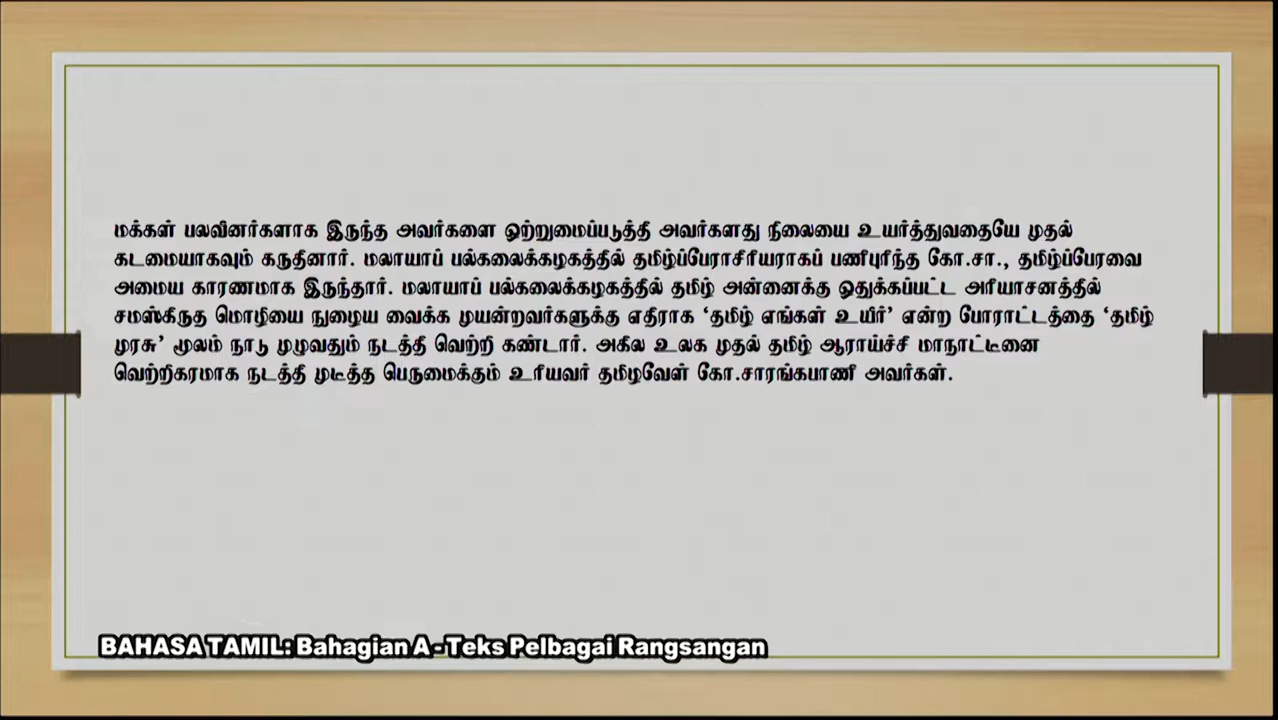 மக்கள் பலவீனர்களாக இருந்த அவர்களை ஒற்றுமைப்படுத்தி அவர்களது நிலையை உயர்த்துவதையே முதல்
கடமையாகவும் கருதினார். மலாயாப் பல்கலைக்கழகத்தில் தமிழ்ப்பேராசிரியராகப் பணிபுரிந்த கோ.சா., தமிழ்ப்பேரவை
அமைய காரணமாக இருந்தார். மலாயாப் பல்கலைக்கழகத்தில் தமிழ் அன்னைக்கு ஒதுக்கப்பட்ட அரியாசனத்தில்
சமஸ்கிருத மொழியை நுழைய வைக்க முயன்றவர்களுக்கு எதிராக ‘தமிழ் எங்கள் உயிர்’ என்ற போராட்டத்தை ‘தமிழ்
முரசு’ மூலம் நாடு முழுவதும் நடத்தி வெற்றி கண்டார். அகில உலக முதல் தமிழ் ஆராய்ச்சி மாநாட்டினை
வெற்றிகரமாக நடத்தி முடித்த பெருமைக்கும் உரியவர் தமிழவேள் கோ.சாரங்கபாணி அவர்கள்.
BAHASA TAMIL: Bahagian A - Teks Pelbagai Rangsangan